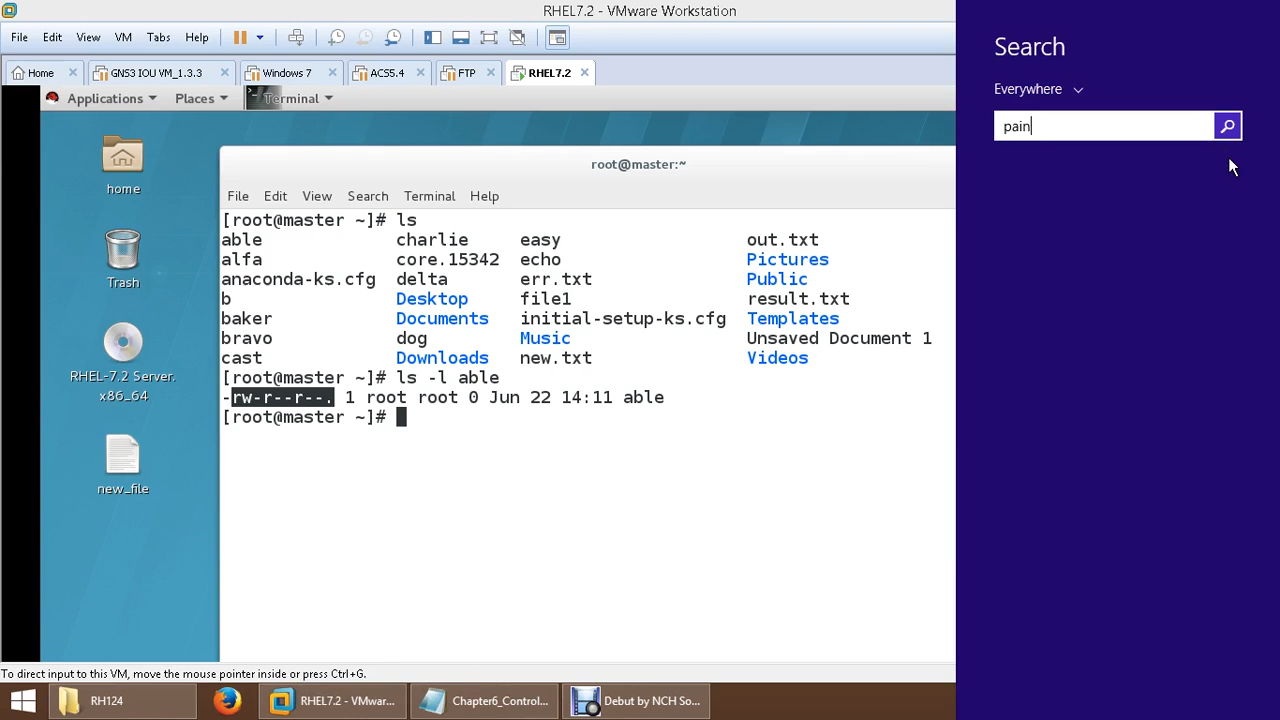 RHEL7.2 - VMware Workstation
File Edit View VM Tabs Help
Home GNS3 IOU VM_1.3.3 Windows 7 ACS5.4 FTP RHEL7.2
Applications Places Terminal
home
Trash
RHEL-7.2 Server.
x86_64
new_file
root@master:~
File Edit View Search Terminal Help
[root@master ~]# ls
able charlie easy out.txt
alfa core.15342 echo Pictures
anaconda-ks.cfg delta err.txt Public
b Desktop file1 result.txt
baker Documents initial-setup-ks.cfg Templates
bravo dog Music Unsaved Document 1
cast Downloads new.txt Videos
[root@master ~]# ls -l able
-rw-r--r--. 1 root root 0 Jun 22 14:11 able
[root@master ~]#
To direct input to this VM, move the mouse pointer inside or press Ctrl+G.
Search
Everywhere
pain
RH124 RHEL7.2 - VMwar... Chapter6_Control... Debut by NCH So...